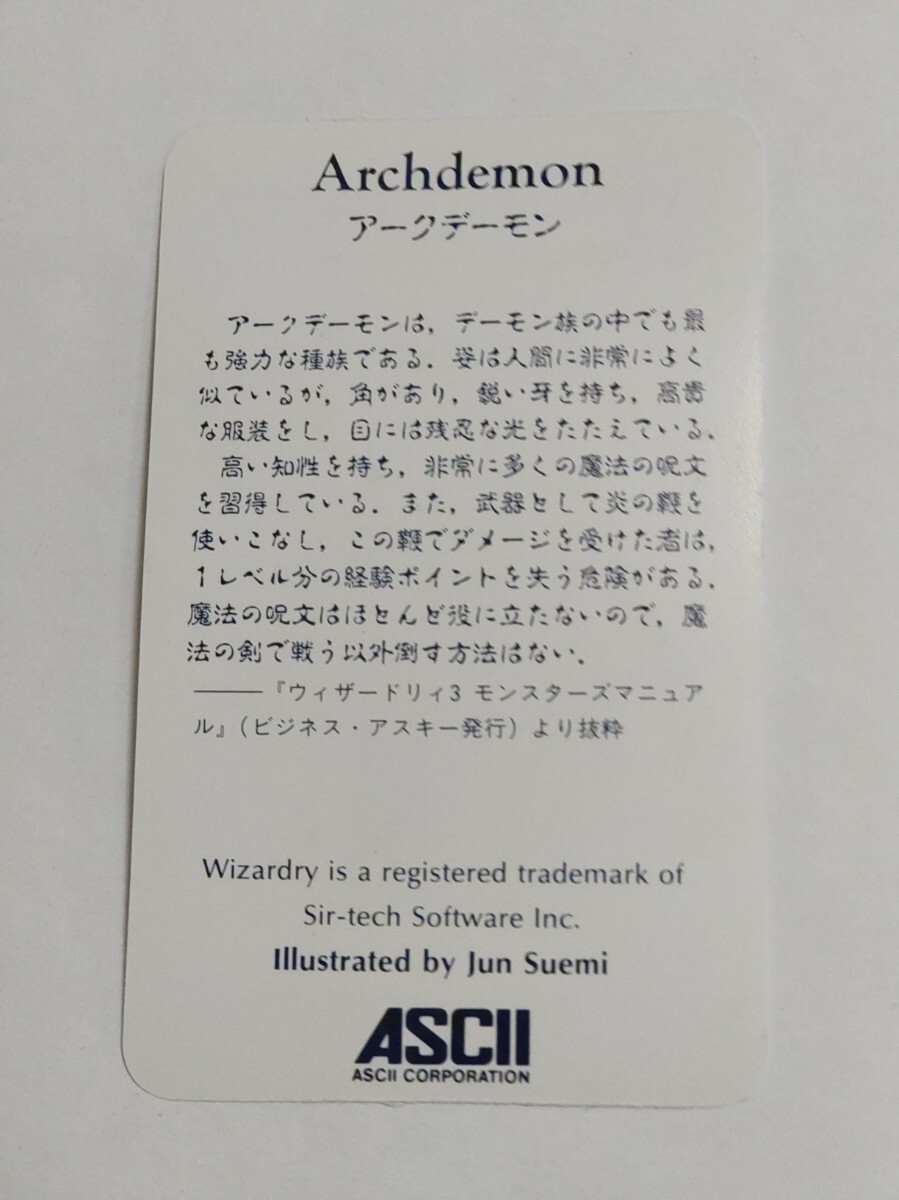 Archdemon
アークデーモン
アークデーモンは，デーモン族の中でも最
も強力な種族である．姿は人間に非常によく
似ているが，角があり，鋭い牙を持ち，高貴
な服装をし，目には残忍な光をたたえている．
高い知性を持ち，非常に多くの魔法の呪文
を習得している．また，武器として炎の鞭を
使いこなし，この鞭でダメージを受けた者は，
1レベル分の経験ポイントを失う危険がある．
魔法の呪文はほとんど役に立たないので，魔
法の剣で戦う以外倒す方法はない．
――『ウィザードリィ3 モンスターズマニュア
ル』（ビジネス・アスキー発行）より抜粋
Wizardry is a registered trademark of
Sir-tech Software Inc.
Illustrated by Jun Suemi
ASCII
ASCII CORPORATION